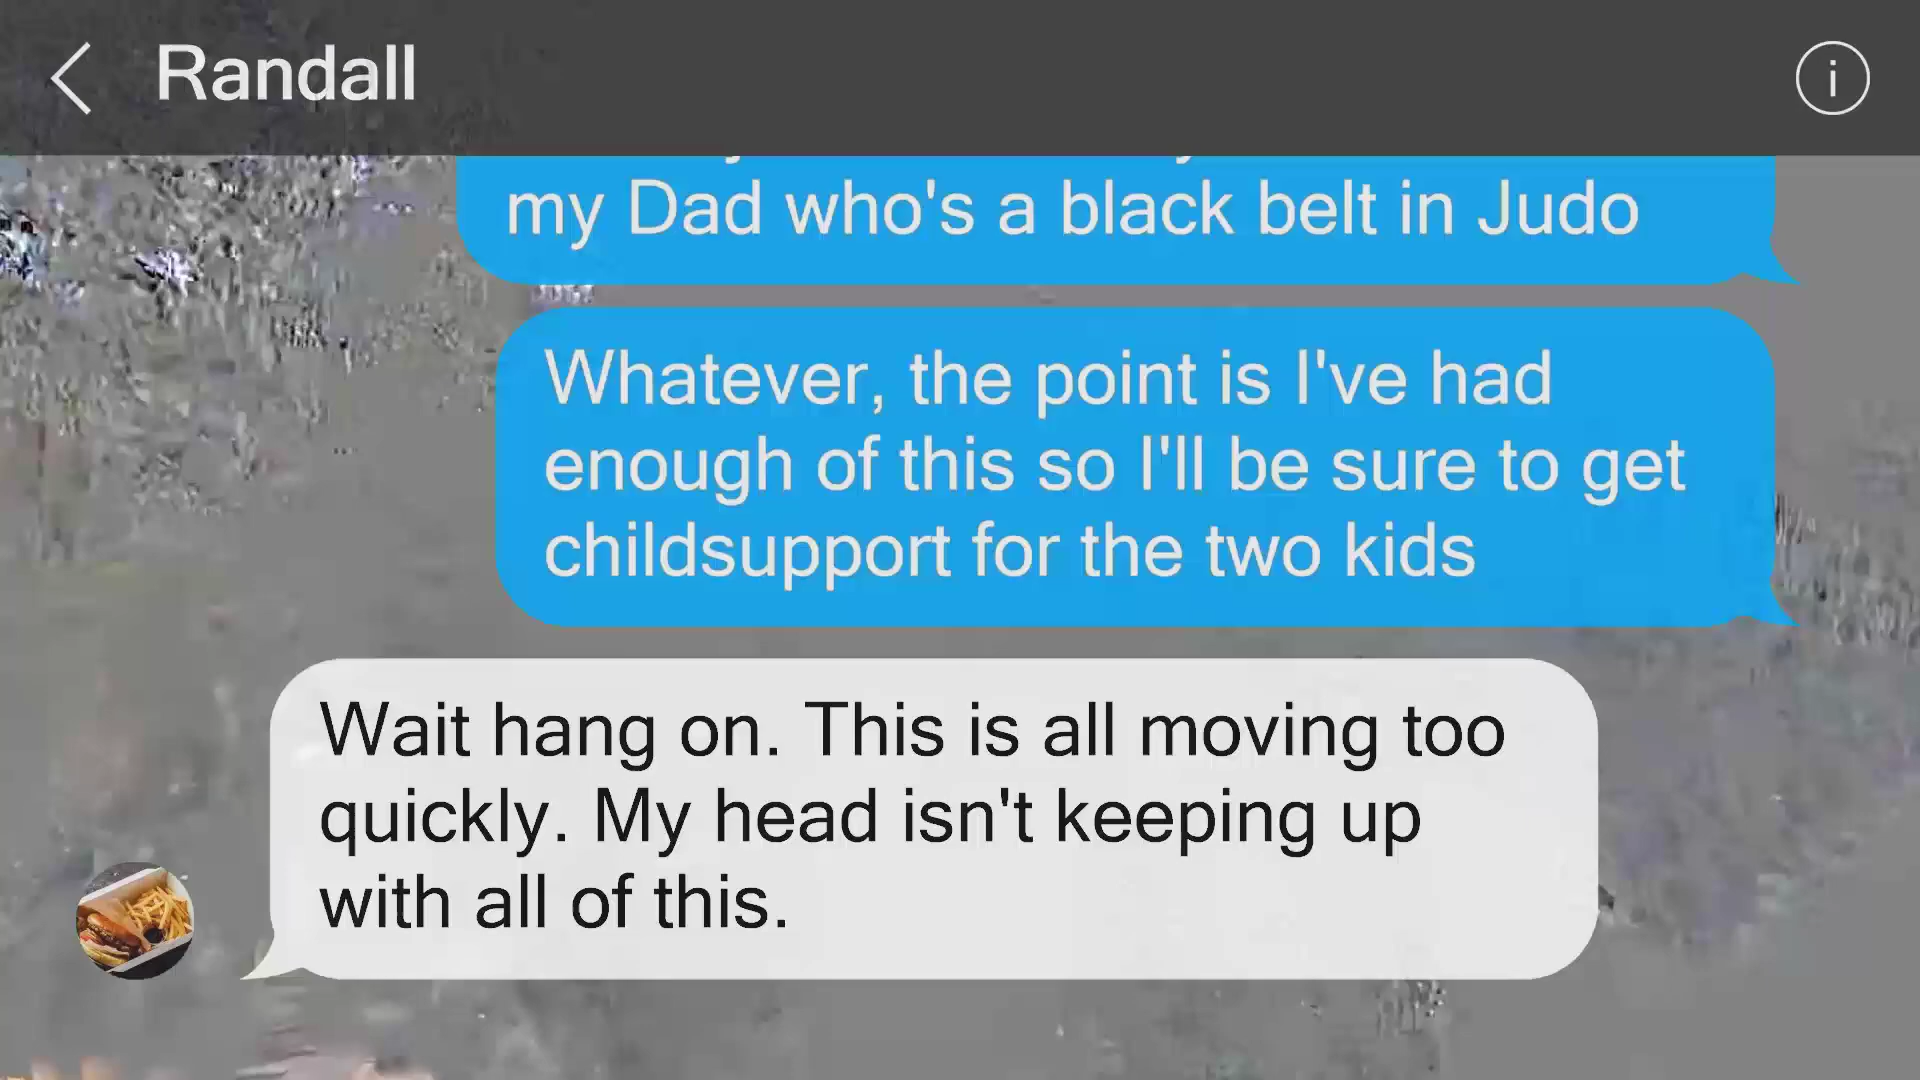 Randall
my Dad who's a black belt in Judo
Whatever, the point is I've had
enough of this so I'll be sure to get
childsupport for the two kids
Wait hang on. This is all moving too
quickly. My head isn't keeping up
with all of this.